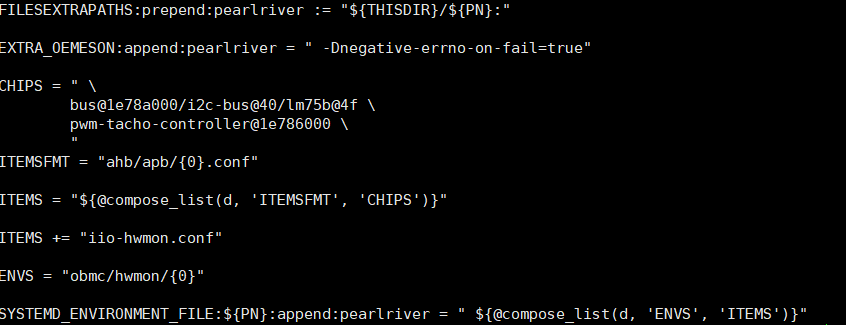 FILESEXTRAPATHS:prepend:pearlriver := "${THISDIR}/${PN}:"
EXTRA_OEMESON:append:pearlriver = " -Dnegative-errno-on-fail=true"
CHIPS = " \
        bus@1e78a000/i2c-bus@40/lm75b@4f \
        pwm-tacho-controller@1e786000 \
        "
ITEMSFMT = "ahb/apb/{0}.conf"
ITEMS = "${@compose_list(d, 'ITEMSFMT', 'CHIPS')}"
ITEMS += "iio-hwmon.conf"
ENVS = "obmc/hwmon/{0}"
SYSTEMD_ENVIRONMENT_FILE:${PN}:append:pearlriver = " ${@compose_list(d, 'ENVS', 'ITEMS')}"